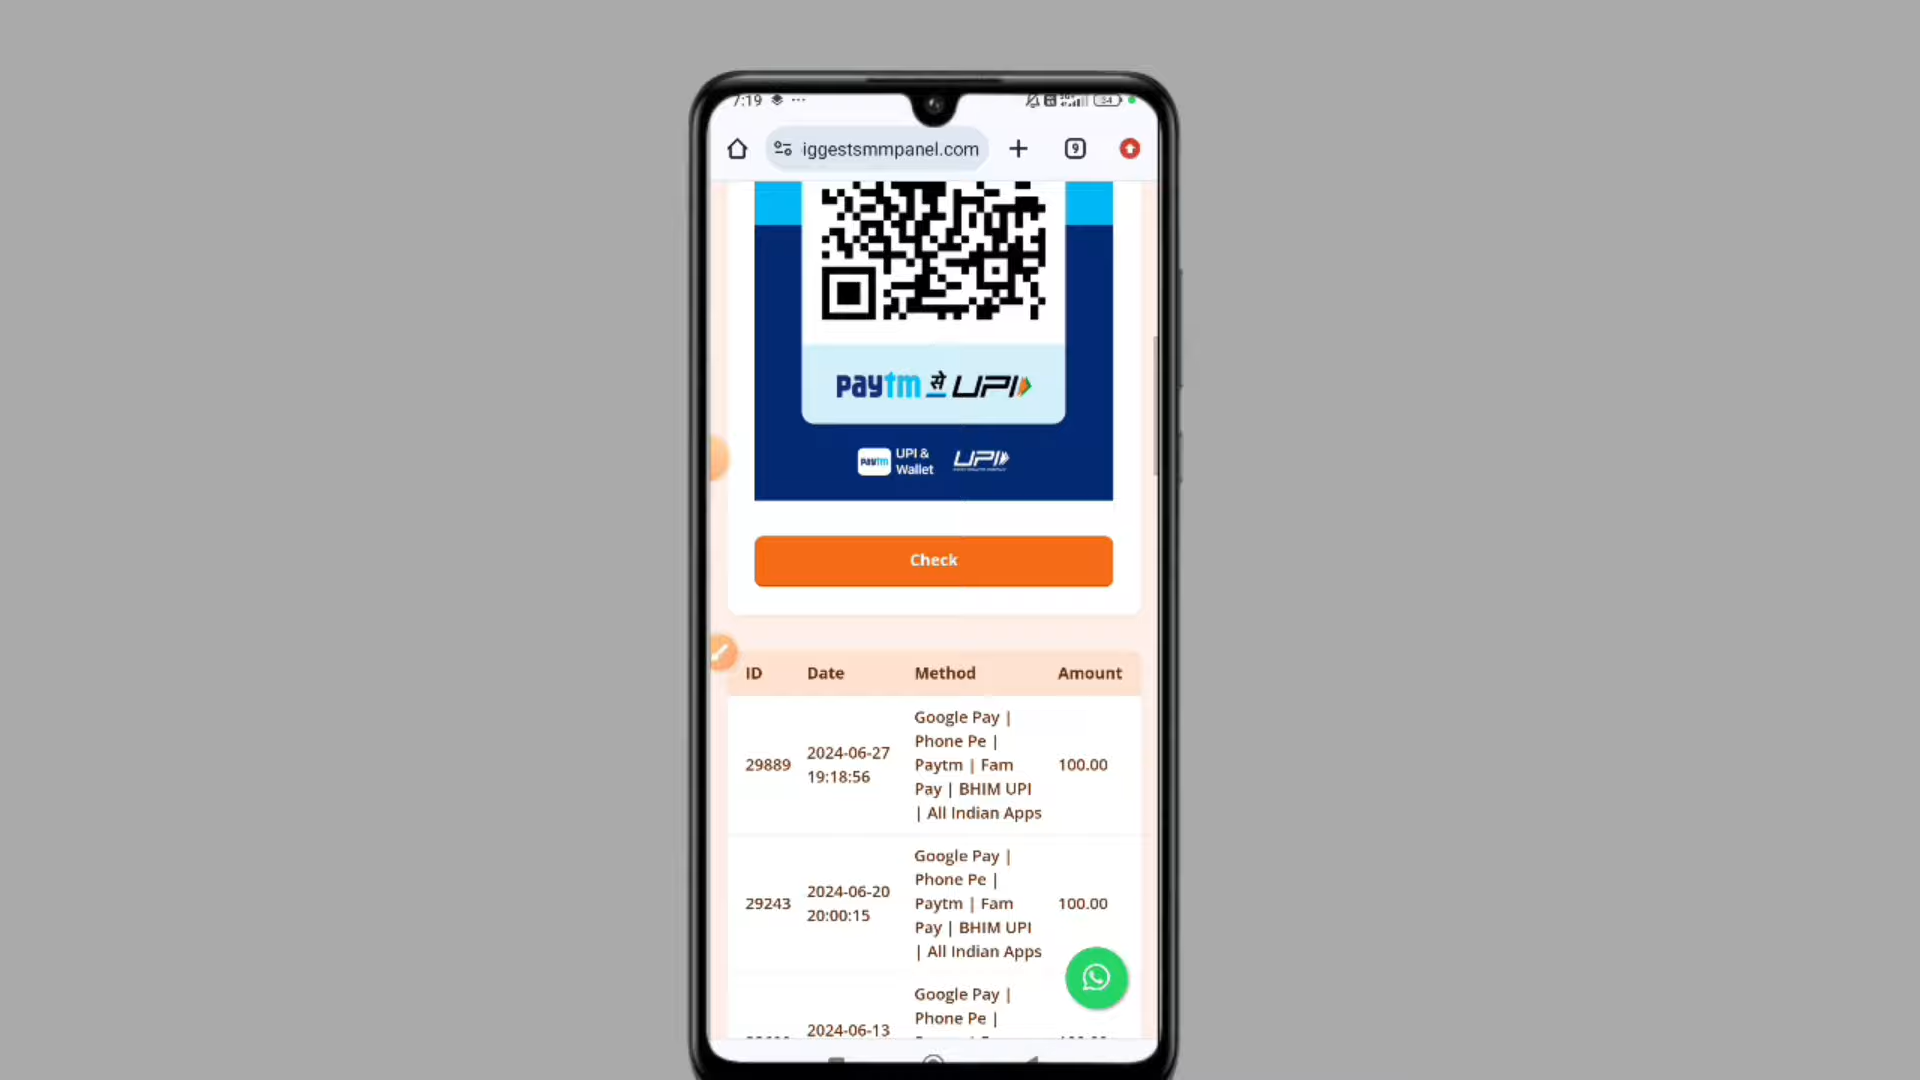 7:19
34
iggestsmmpanel.com
9
paytm से UPI
paytm UPI &
Wallet UPI
Check
ID Date Method Amount
Google Pay |
Phone Pe |
2024-06-27
29889 Paytm | Fam 100.00
19:18:56
Pay | BHIM UPI
| All Indian Apps
Google Pay |
Phone Pe |
2024-06-20
29243 Paytm | Fam 100.00
20:00:15
Pay | BHIM UPI
| All Indian Apps
Google Pay |
Phone Pe |
2024-06-13